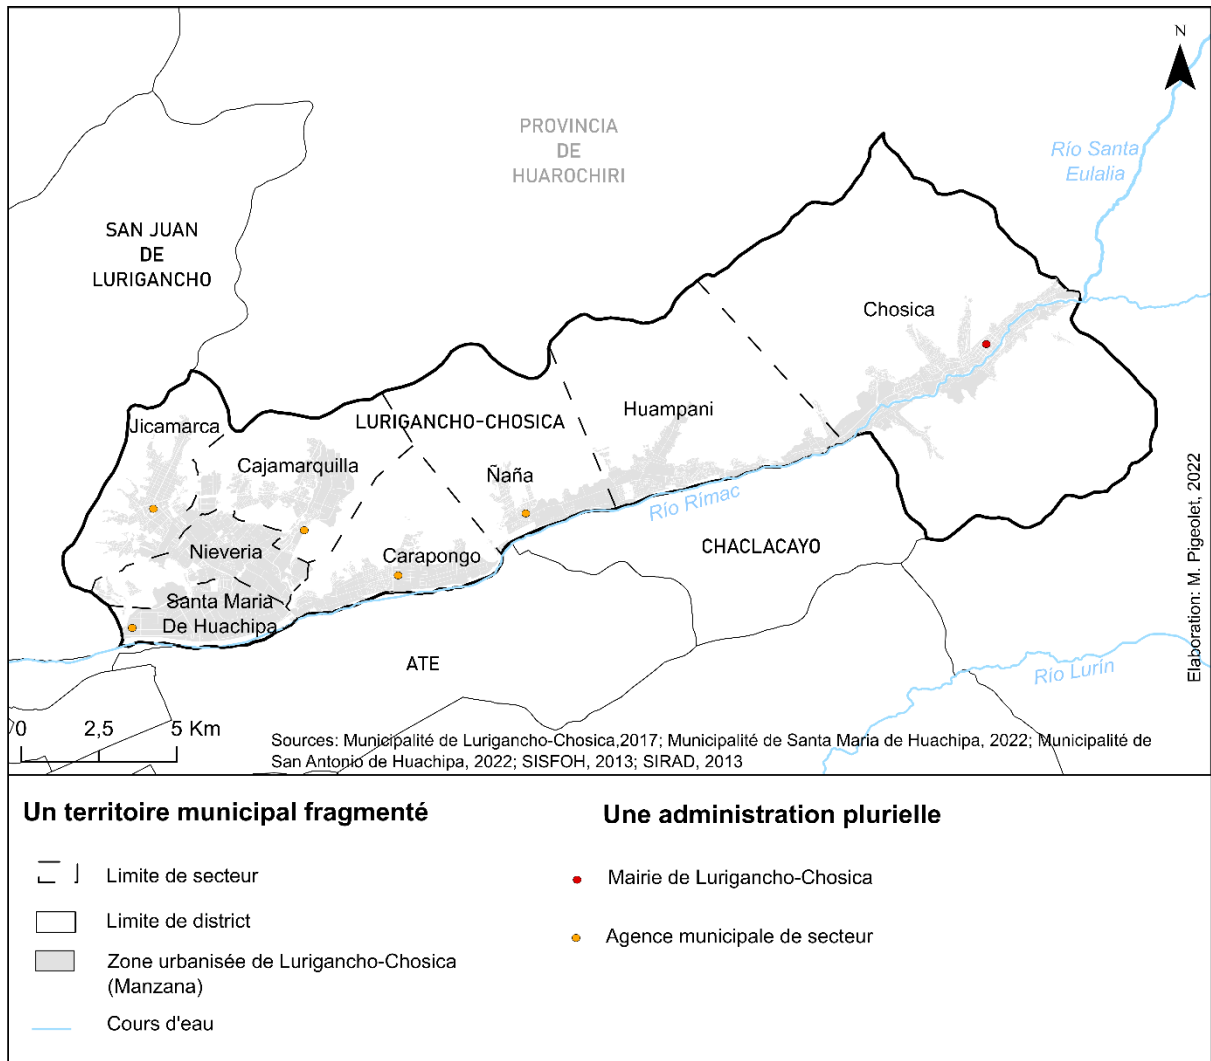 N
PROVINCIA
DE
HUAROCHIRI
Río Santa
Eulalia
SAN JUAN
DE
LURIGANCHO
Chosica
Jicamarca
LURIGANCHO-CHOSICA
Huampani
Cajamarquilla
Ñaña
Río Rímac
Nieveria
Carapongo
CHACLACAYO
Santa Maria
De Huachipa
ATE
Río Lurín
Elaboration: M. Pigeolet, 2022
0 2,5 5 Km
Sources: Municipalité de Lurigancho-Chosica,2017; Municipalité de Santa Maria de Huachipa, 2022; Municipalité de
San Antonio de Huachipa, 2022; SISFOH, 2013; SIRAD, 2013
Un territoire municipal fragmenté
Limite de secteur
Limite de district
Zone urbanisée de Lurigancho-Chosica
(Manzana)
Cours d'eau
Une administration plurielle
Mairie de Lurigancho-Chosica
Agence municipale de secteur